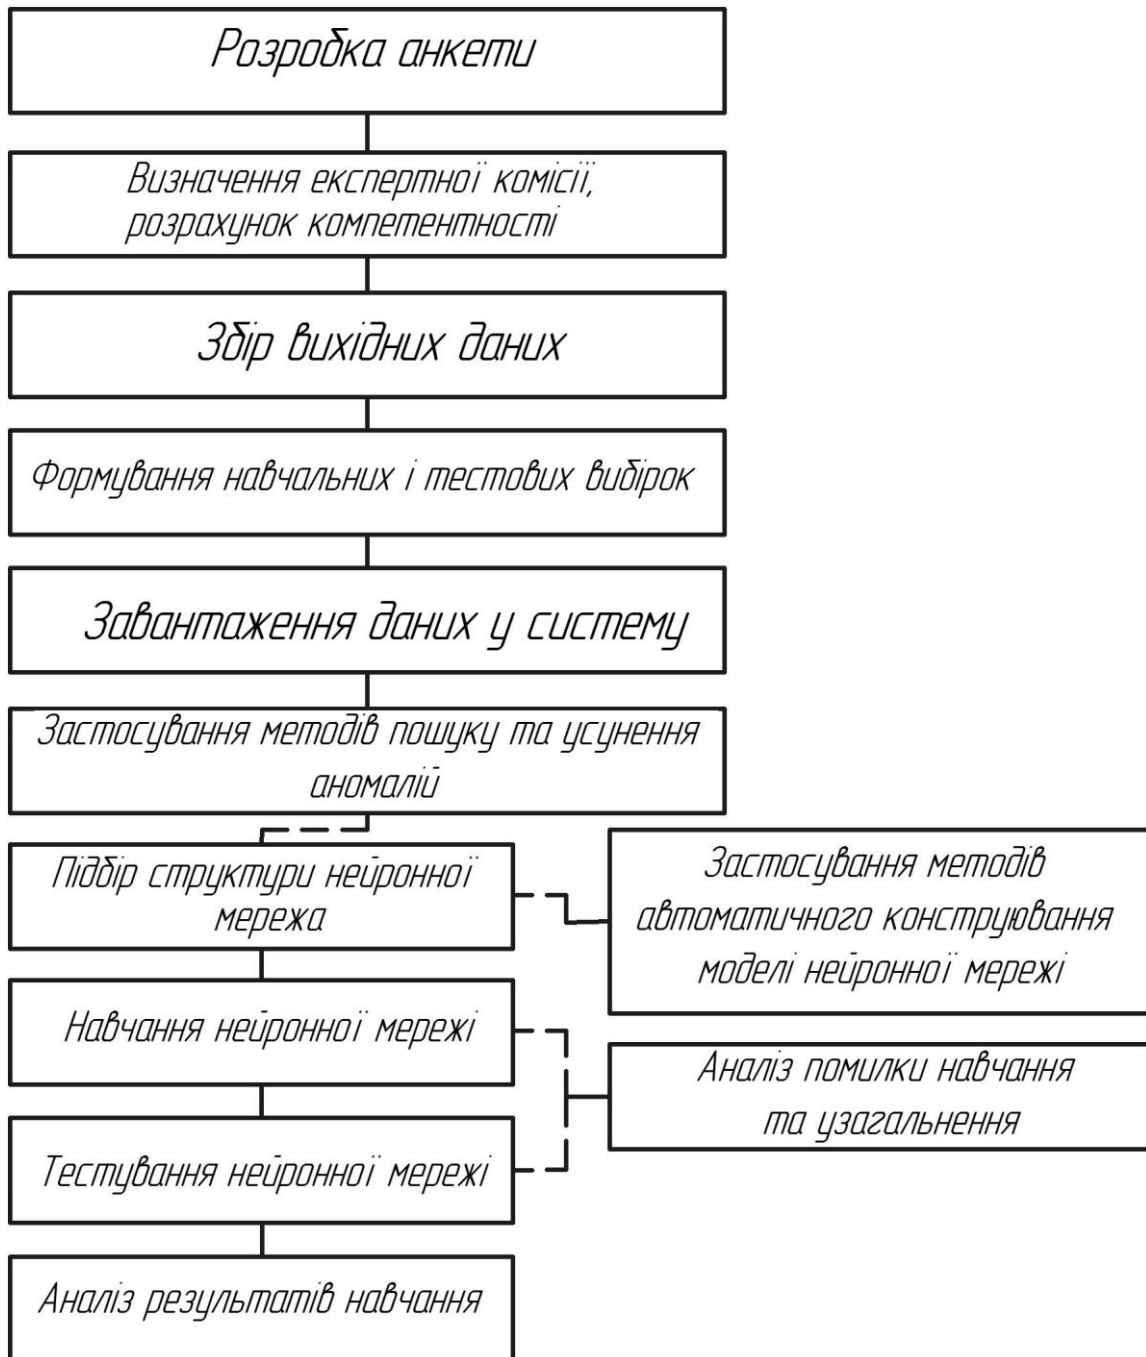 Розробка анкети
Визначення експертної комісії,
розрахунок компетентності
Збір вихідних даних
Формування навчальних і тестових вибірок
Завантаження даних у систему
Застосування методів пошуку та усунення
аномалій
Підбір структури нейронної
мережа
Застосування методів
автоматичного конструювання
моделі нейронної мережі
Навчання нейронної мережі
Аналіз помилки навчання
та узагальнення
Тестування нейронної мережі
Аналіз результатів навчання